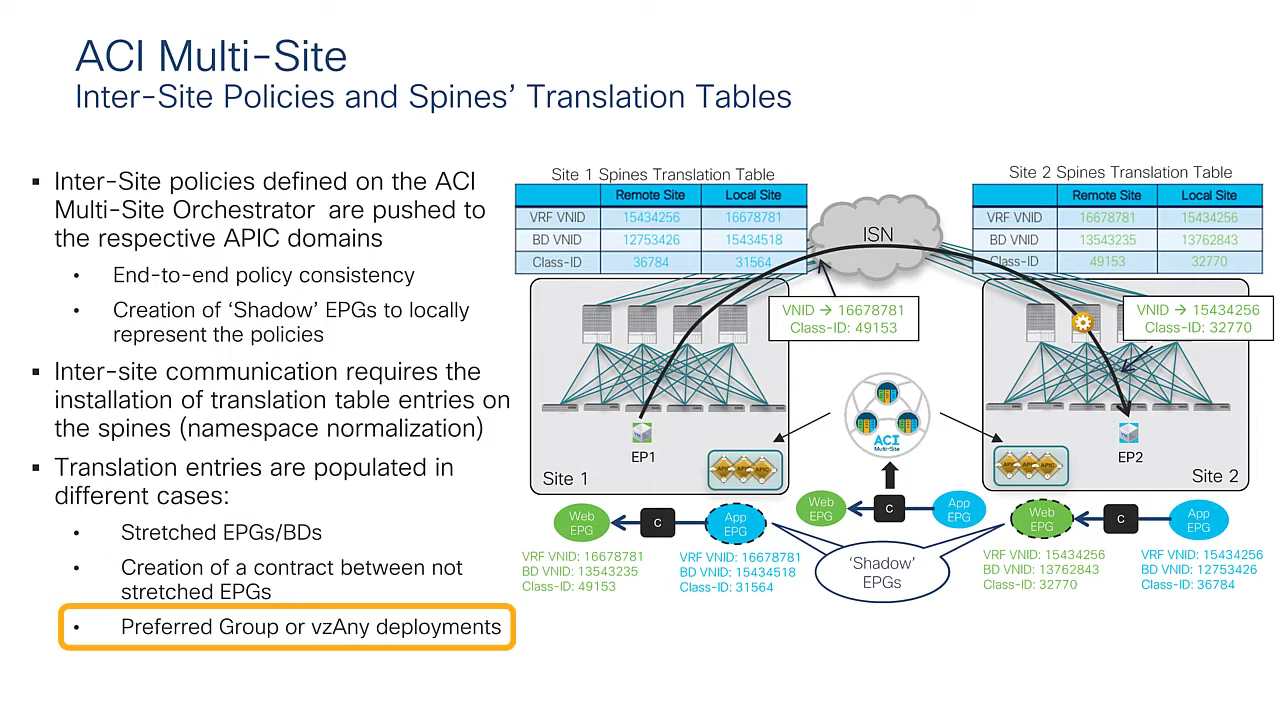 ACI Multi-Site
Inter-Site Policies and Spines' Translation Tables
▪ Inter-Site policies defined on the ACI
Multi-Site Orchestrator are pushed to
the respective APIC domains
• End-to-end policy consistency
• Creation of 'Shadow' EPGs to locally
represent the policies
▪ Inter-site communication requires the
installation of translation table entries on
the spines (namespace normalization)
▪ Translation entries are populated in
different cases:
• Stretched EPGs/BDs
• Creation of a contract between not
stretched EPGs
• Preferred Group or vzAny deployments
Site 1 Spines Translation Table
Remote Site Local Site
VRF VNID 15434256 16678781
BD VNID 12753426 15434518
Class-ID 36784 31564
ISN
Site 2 Spines Translation Table
Remote Site Local Site
VRF VNID 16678781 15434256
BD VNID 13543235 13762843
Class-ID 49153 32770
VNID → 16678781
Class-ID: 49153
VNID → 15434256
Class-ID: 32770
EP1
Site 1
APIC APIC APIC
ACI
Multi-Site
EP2
Site 2
APIC APIC APIC
Web
EPG
C
App
EPG
VRF VNID: 16678781
BD VNID: 13543235
Class-ID: 49153
VRF VNID: 16678781
BD VNID: 15434518
Class-ID: 31564
Web
EPG
C
App
EPG
'Shadow'
EPGs
Web
EPG
C
App
EPG
VRF VNID: 15434256
BD VNID: 13762843
Class-ID: 32770
VRF VNID: 15434256
BD VNID: 12753426
Class-ID: 36784